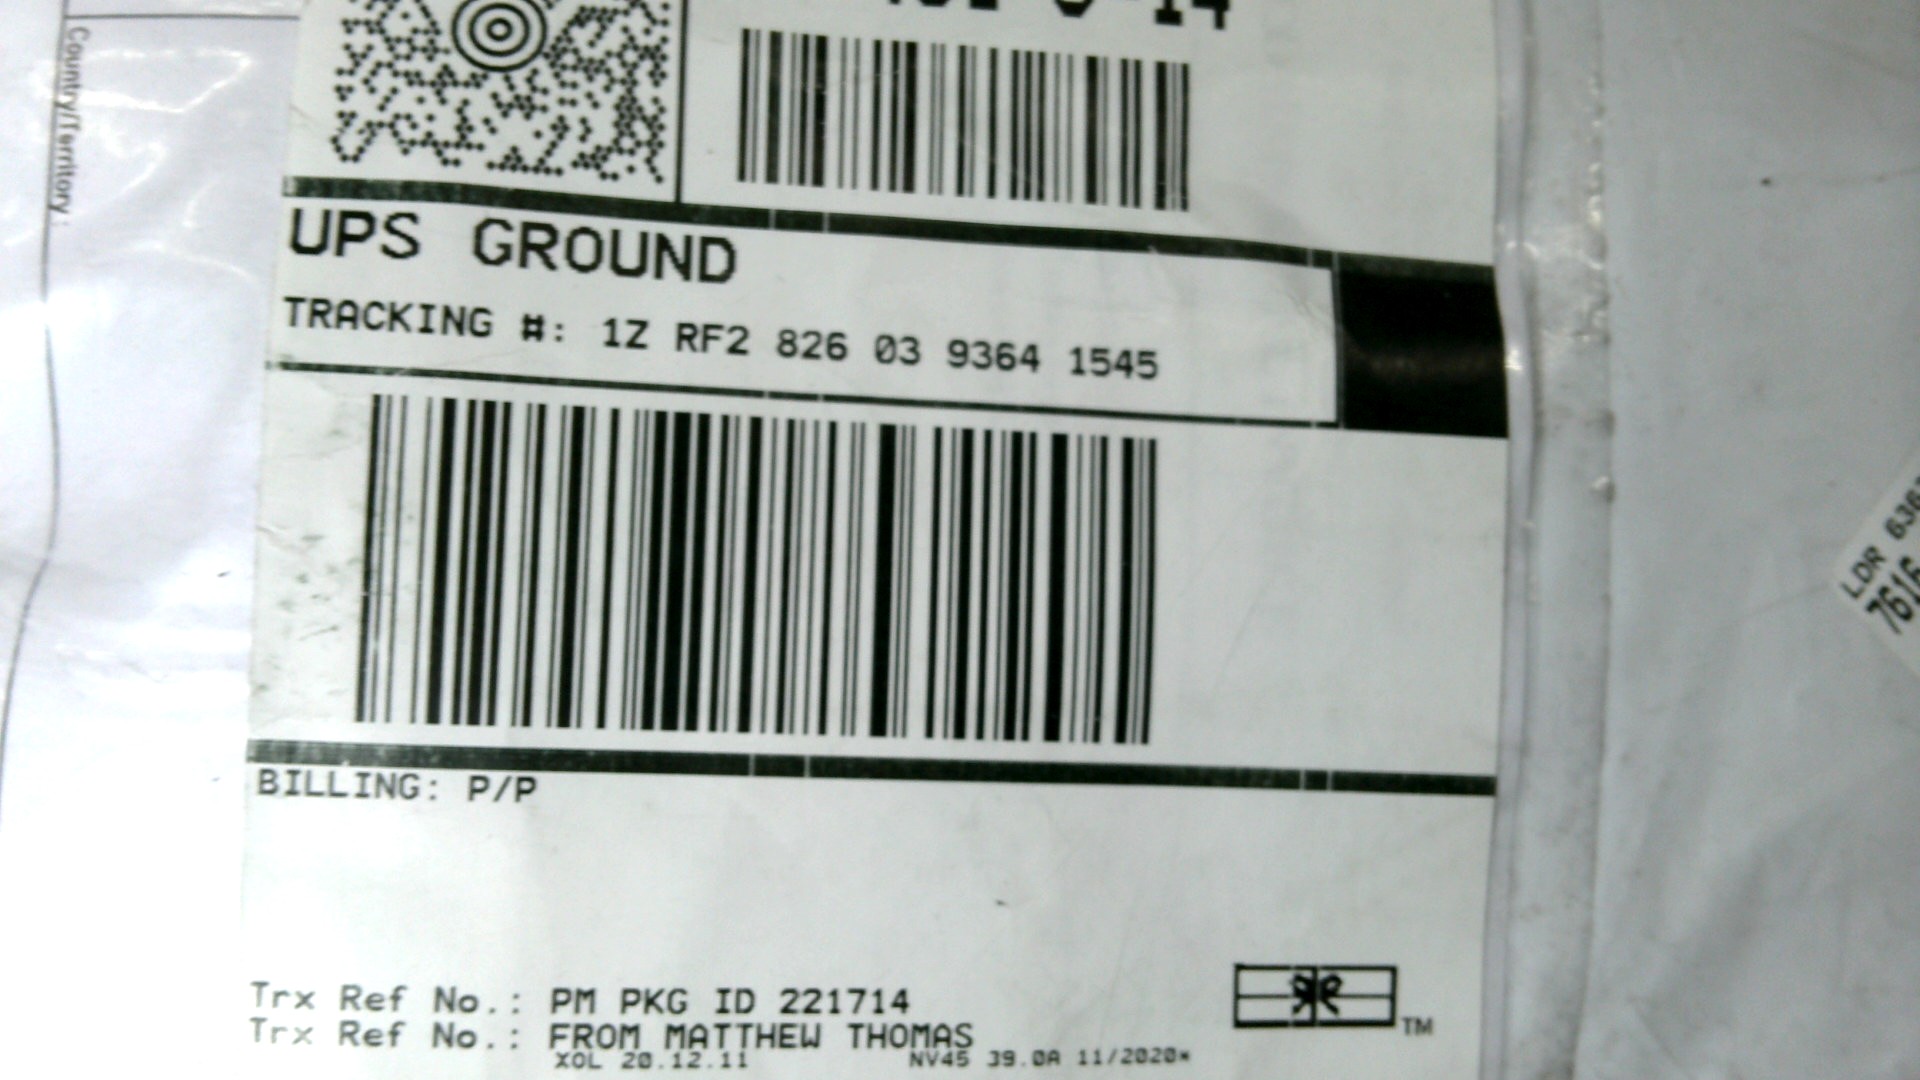 Country/Territory:
UPS GROUND
TRACKING #: 1Z RF2 826 03 9364 1545
BILLING: P/P
Trx Ref No.: PM PKG ID 221714
Trx Ref No.: FROM MATTHEW THOMAS
XOL 20.12.11 NV45 39.0A 11/2020*
TM
LDR
7616